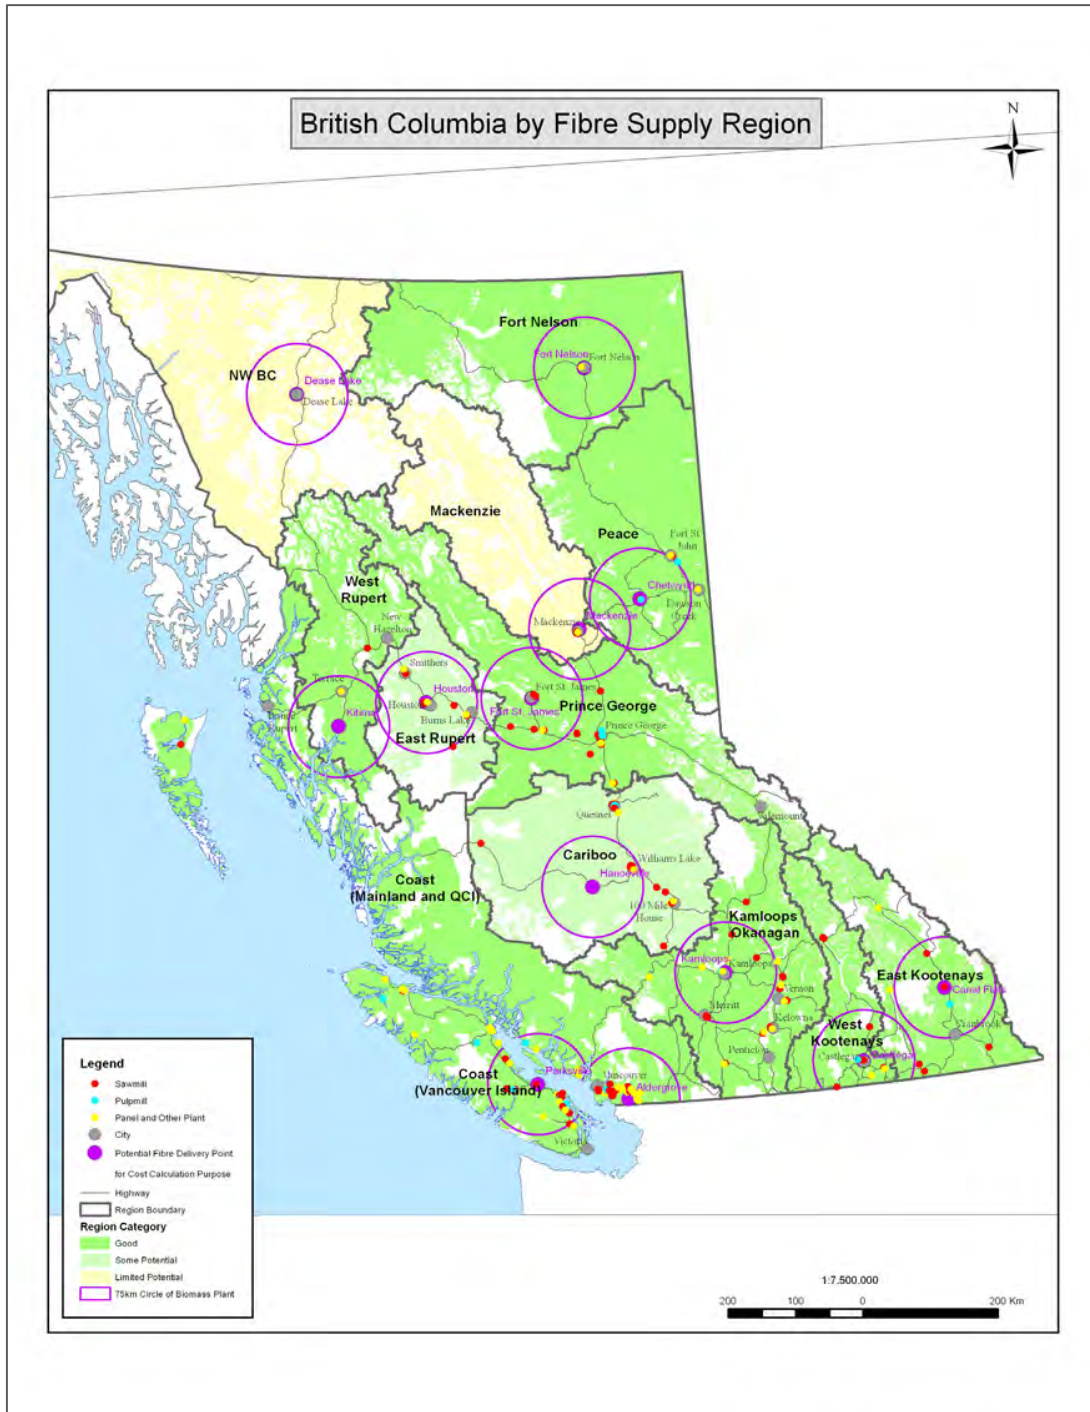 British Columbia by Fibre Supply Region
N
Fort Nelson
Fort Nelson
Fort Nelson
NW BC
Dease Lake
Dease Lake
Mackenzie
Peace
Fort St.
John
Chetwynd
Dawson
Creek
West
Rupert
New
Hazelton
Mackenzie
Mackenzie
Smithers
Terrace
Houston
Houston
Fort St. James
Fort St. James
Prince George
Kitimat
Prince
Rupert
Burns Lake
East Rupert
Prince George
Quesnel
Valemount
Cariboo
Williams Lake
Hanceville
Coast
(Mainland and QCI)
100 Mile
House
Kamloops
Okanagan
Kamloops
Kamloops
East Kootenays
Canal Flats
Vernon
Merritt
Kelowna
Cranbrook
West
Kootenays
Penticton
Castlegar
Castlegar
Coast
(Vancouver Island)
Parksville
Vancouver
Aldergrove
Victoria
Legend
Sawmill
Pulpmill
Panel and Other Plant
City
Potential Fibre Delivery Point
for Cost Calculation Purpose
Highway
Region Boundary
Region Category
Good
Some Potential
Limited Potential
75km Circle of Biomass Plant
1:7.500.000
200 100 0 200 Km